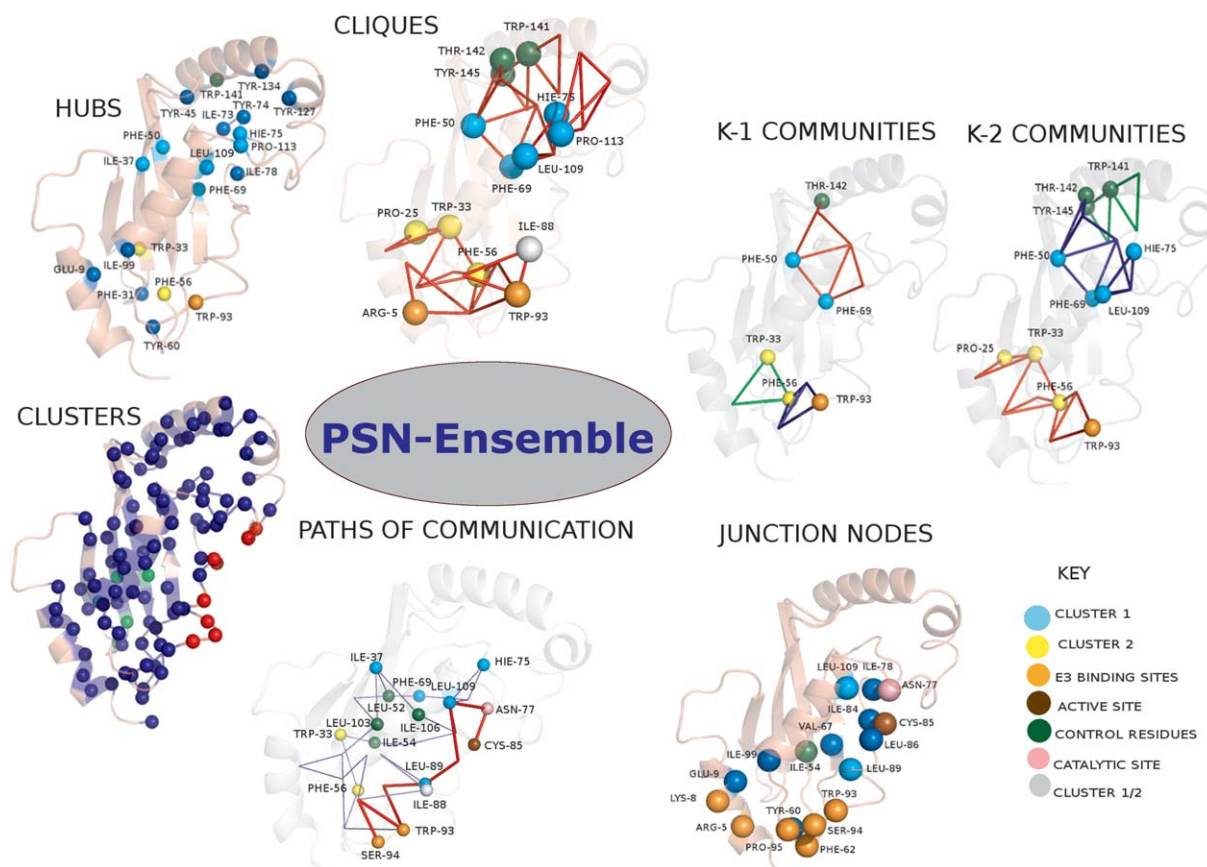 CLIQUES
TRP-141
THR-142
TYR-145
HIE-75
PHE-50
PRO-113
LEU-109
PHE-69
PRO-25
TRP-33
ILE-88
PHE-56
ARG-5
TRP-93
HUBS
TYR-134
TRP-141
TYR-74
TYR-45
ILE-73
TYR-127
PHE-50
HIE-75
PRO-113
LEU-109
ILE-37
ILE-78
PHE-69
TRP-33
ILE-99
GLU-9
PHE-56
PHE-31
TRP-93
TYR-60
K-1 COMMUNITIES
THR-142
PHE-50
PHE-69
TRP-33
PHE-56
TRP-93
K-2 COMMUNITIES
TRP-141
THR-142
TYR-145
PHE-50
HIE-75
PHE-69
LEU-109
TRP-33
PRO-25
PHE-56
TRP-93
CLUSTERS
PSN-Ensemble
PATHS OF COMMUNICATION
ILE-37
HIE-75
PHE-69
LEU-109
LEU-52
ASN-77
LEU-103
ILE-106
TRP-33
ILE-54
CYS-85
LEU-89
PHE-56
ILE-88
TRP-93
SER-94
JUNCTION NODES
LEU-109
ILE-78
ASN-77
ILE-84
VAL-67
CYS-85
LEU-86
ILE-99
ILE-54
LEU-89
GLU-9
LYS-8
TRP-93
TYR-60
ARG-5
SER-94
PRO-95
PHE-62
KEY
CLUSTER 1
CLUSTER 2
E3 BINDING SITES
ACTIVE SITE
CONTROL RESIDUES
CATALYTIC SITE
CLUSTER 1/2